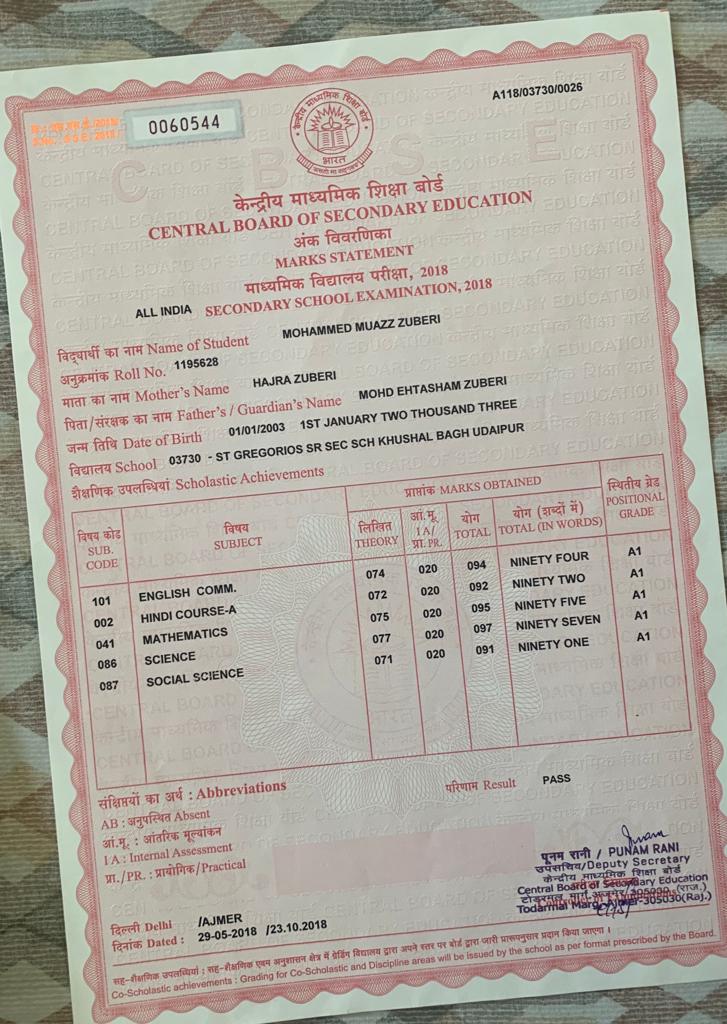 0060544
A118/03730/0026
केन्द्रीय माध्यमिक शिक्षा बोर्ड
भारत
केन्द्रीय माध्यमिक शिक्षा बोर्ड
CENTRAL BOARD OF SECONDARY EDUCATION
अंक विवरणिका
MARKS STATEMENT
माध्यमिक विद्यालय परीक्षा, 2018
ALL INDIA SECONDARY SCHOOL EXAMINATION, 2018
विद्यार्थी का नाम Name of Student MOHAMMED MUAZZ ZUBERI
अनुक्रमांक Roll No. 1195628
माता का नाम Mother's Name HAJRA ZUBERI
पिता/संरक्षक का नाम Father's / Guardian's Name MOHD EHTASHAM ZUBERI
जन्म तिथि Date of Birth 01/01/2003 1ST JANUARY TWO THOUSAND THREE
विद्यालय School 03730 - ST GREGORIOS SR SEC SCH KHUSHAL BAGH UDAIPUR
शैक्षणिक उपलब्धियां Scholastic Achievements
विषय कोड SUB. CODE विषय SUBJECT प्राप्तांक MARKS OBTAINED स्थितीय ग्रेड POSITIONAL GRADE
लिखित THEORY आं.मू. I A/ प्रा. PR. योग TOTAL योग (शब्दों में) TOTAL (IN WORDS)
101 ENGLISH COMM. 074 020 094 NINETY FOUR A1
002 HINDI COURSE-A 072 020 092 NINETY TWO A1
041 MATHEMATICS 075 020 095 NINETY FIVE A1
086 SCIENCE 077 020 097 NINETY SEVEN A1
087 SOCIAL SCIENCE 071 020 091 NINETY ONE A1
संक्षिप्तियों का अर्थ : Abbreviations परिणाम Result PASS
AB : अनुपस्थित Absent
आं.मू. : आंतरिक मूल्यांकन
I A : Internal Assessment
प्रा./PR. : प्रायोगिक/Practical
पूनम रानी / PUNAM RANI
उपसचिव/Deputy Secretary
केन्द्रीय माध्यमिक शिक्षा बोर्ड
Central Board of Secondary Education
Todarmal Marg, Ajmer-305030(Raj.)
दिल्ली Delhi /AJMER
दिनांक Dated : 29-05-2018 /23.10.2018
सह-शैक्षणिक उपलब्धियां : सह-शैक्षणिक एवम अनुशासन क्षेत्र में ग्रेडिंग विद्यालय द्वारा अपने स्तर पर बोर्ड द्वारा जारी प्रारूपनुसार प्रदान किया जाएगा ।
Co-Scholastic achievements : Grading for Co-Scholastic and Discipline areas will be issued by the school as per format prescribed by the Board.